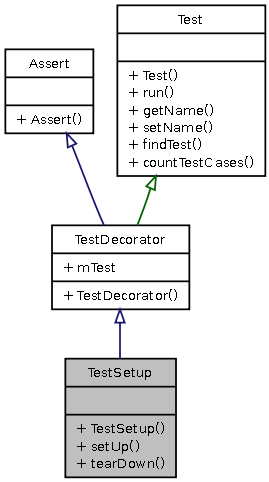 Test
+ Test()
+ run()
+ getName()
+ setName()
+ findTest()
+ countTestCases()
Assert
+ Assert()
TestDecorator
+ mTest
+ TestDecorator()
TestSetup
+ TestSetup()
+ setUp()
+ tearDown()